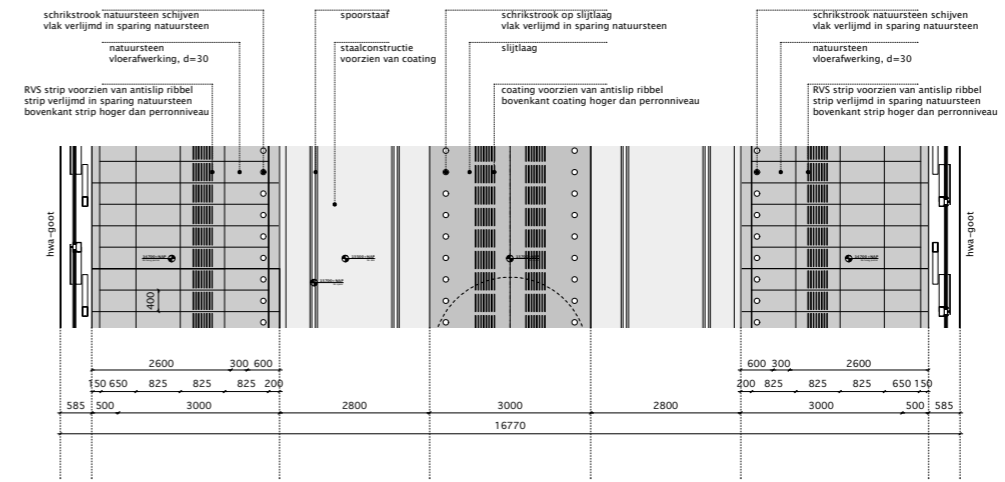 schrikstrook natuursteen schijven
vlak verlijmd in sparing natuursteen
natuursteen
vloerafwerking, d=30
RVS strip voorzien van antislip ribbel
strip verlijmd in sparing natuursteen
bovenkant strip hoger dan perronniveau
spoorstaaf
staalconstructie
voorzien van coating
schrikstrook op slijtlaag
vlak verlijmd in sparing natuursteen
slijtlaag
coating voorzien van antislip ribbel
bovenkant coating hoger dan perronniveau
schrikstrook natuursteen schijven
vlak verlijmd in sparing natuursteen
natuursteen
vloerafwerking, d=30
RVS strip voorzien van antislip ribbel
strip verlijmd in sparing natuursteen
bovenkant strip hoger dan perronniveau
hwa-goot
hwa-goot
400
2600 300 600 600 300 2600
150 650 825 825 825 200 200 825 825 825 650 150
585 500 3000 2800 3000 2800 3000 500 585
16770